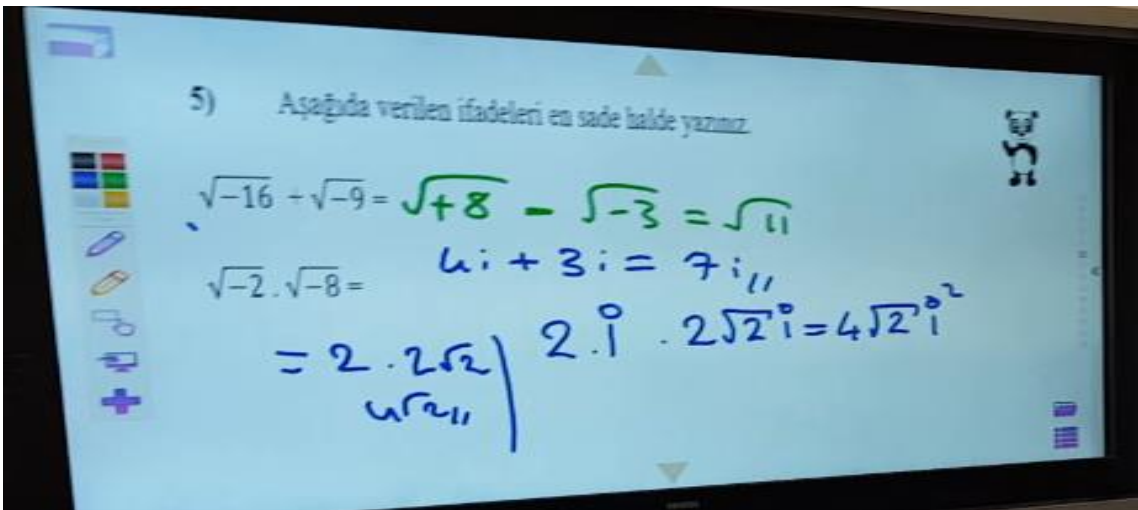 5) Aşağıda verilen ifadeleri en sade halde yazınız.
√-16 + √-9 = √+8 - √-3 = √11
4i + 3i = 7i //
√-2 . √-8 =
= 2 . 2√2 | 2 . i . 2√2 i = 4√2 i²
4√2 //